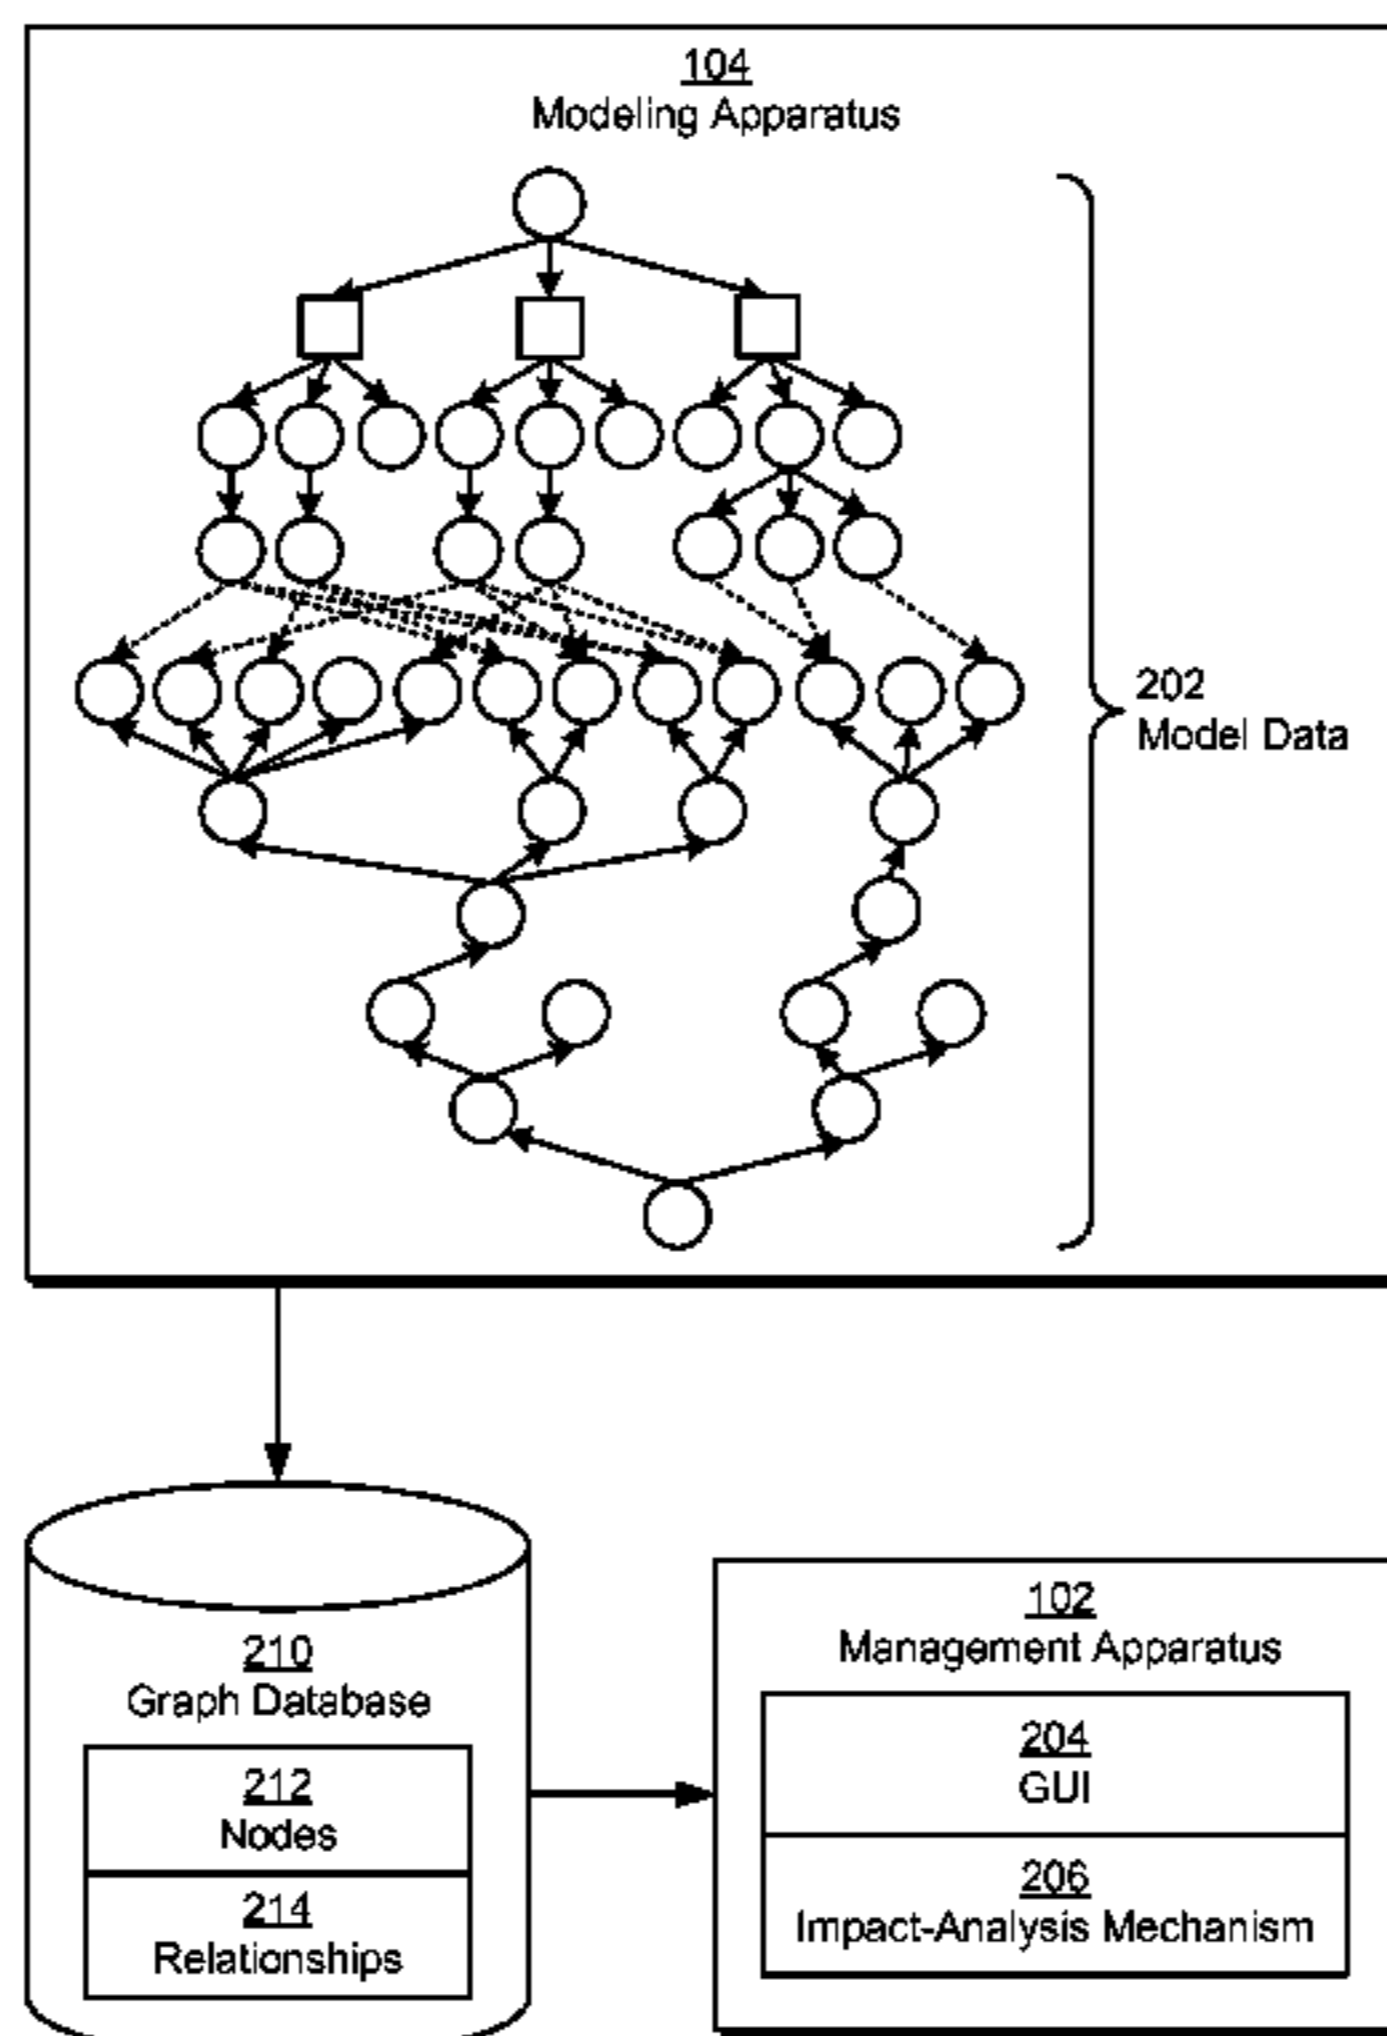 104
Modeling Apparatus
202
Model Data
210
Graph Database
212
Nodes
214
Relationships
102
Management Apparatus
204
GUI
206
Impact-Analysis Mechanism